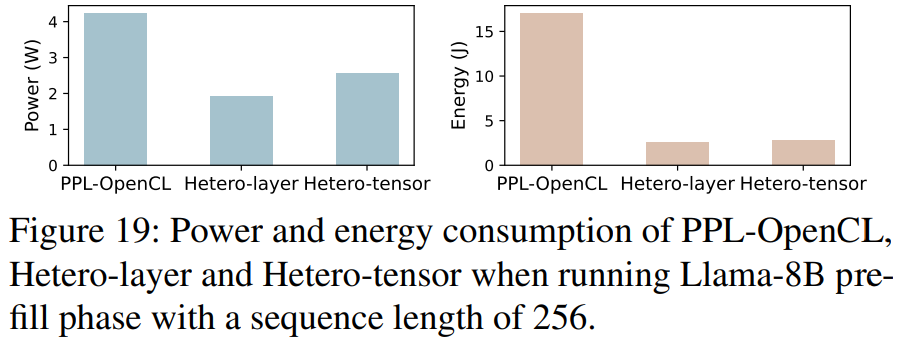 Power (W)
4
3
2
1
0
PPL-OpenCL Hetero-layer Hetero-tensor
Energy (J)
15
10
5
0
PPL-OpenCL Hetero-layer Hetero-tensor
Figure 19: Power and energy consumption of PPL-OpenCL,
Hetero-layer and Hetero-tensor when running Llama-8B pre-
fill phase with a sequence length of 256.